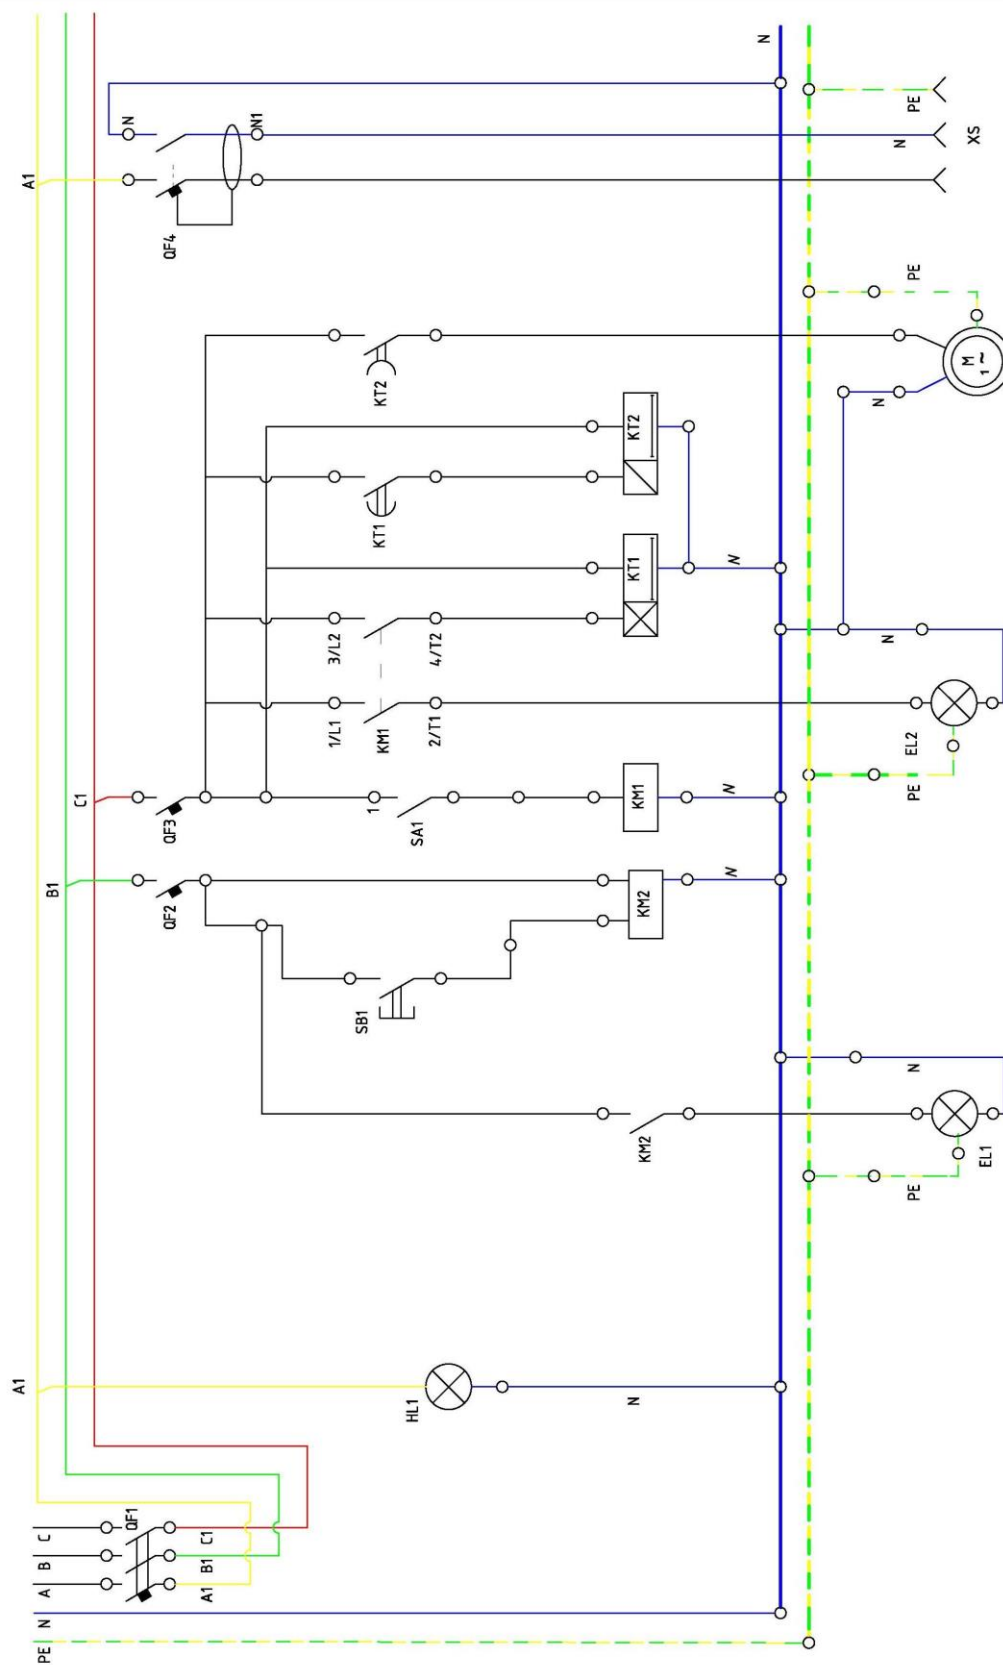 A1
A1
PE N A B C
B1
C1
QF1
N
QF2
QF3
QF4
A1 B1 C1
N1
1/L1
3/L2
SB1
1
KM1
KT1
KT2
HL1
SA1
2/T1
4/T2
N
KM2
KM2
KM1
KT1
KT2
N
N
N
N
N
N
N
PE
N
PE
EL2
N
PE
PE
EL1
M
1~
XS